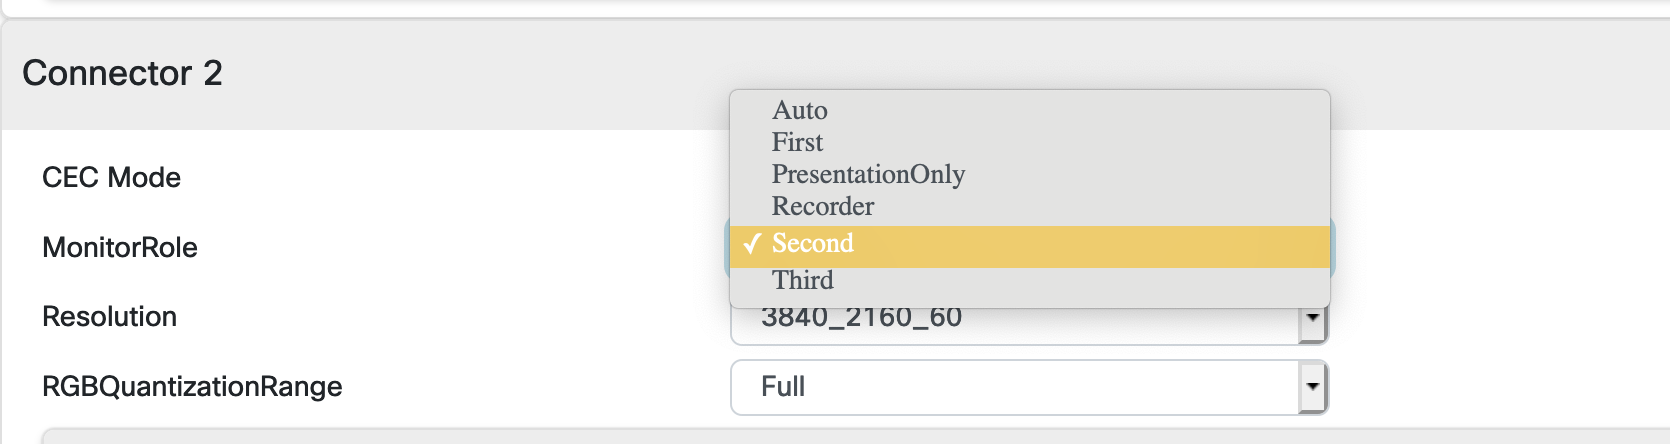 Connector 2
Auto
First
CEC Mode
PresentationOnly
Recorder
MonitorRole
✓ Second
Third
Resolution
3840_2160_60
RGBQuantizationRange
Full